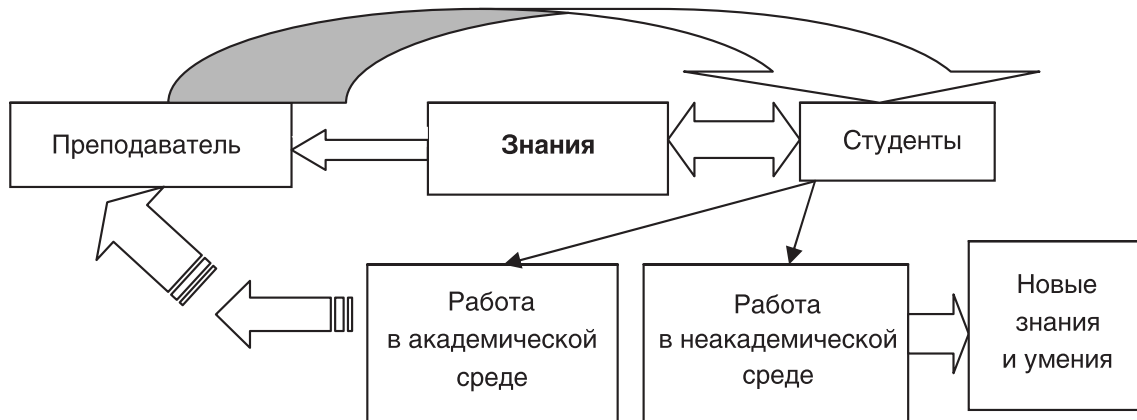 Преподаватель
Знания
Студенты
Работа
в академической
среде
Работа
в неакадемической
среде
Новые
знания
и умения